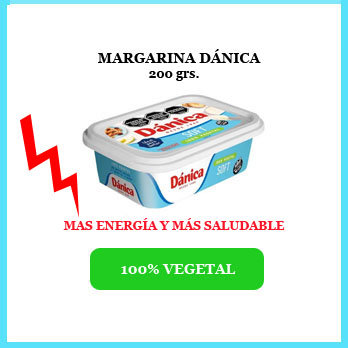 MARGARINA DÁNICA
200 grs.
Dánica
SOFT
Dánica
SOFT
MAS ENERGÍA Y MÁS SALUDABLE
100% VEGETAL